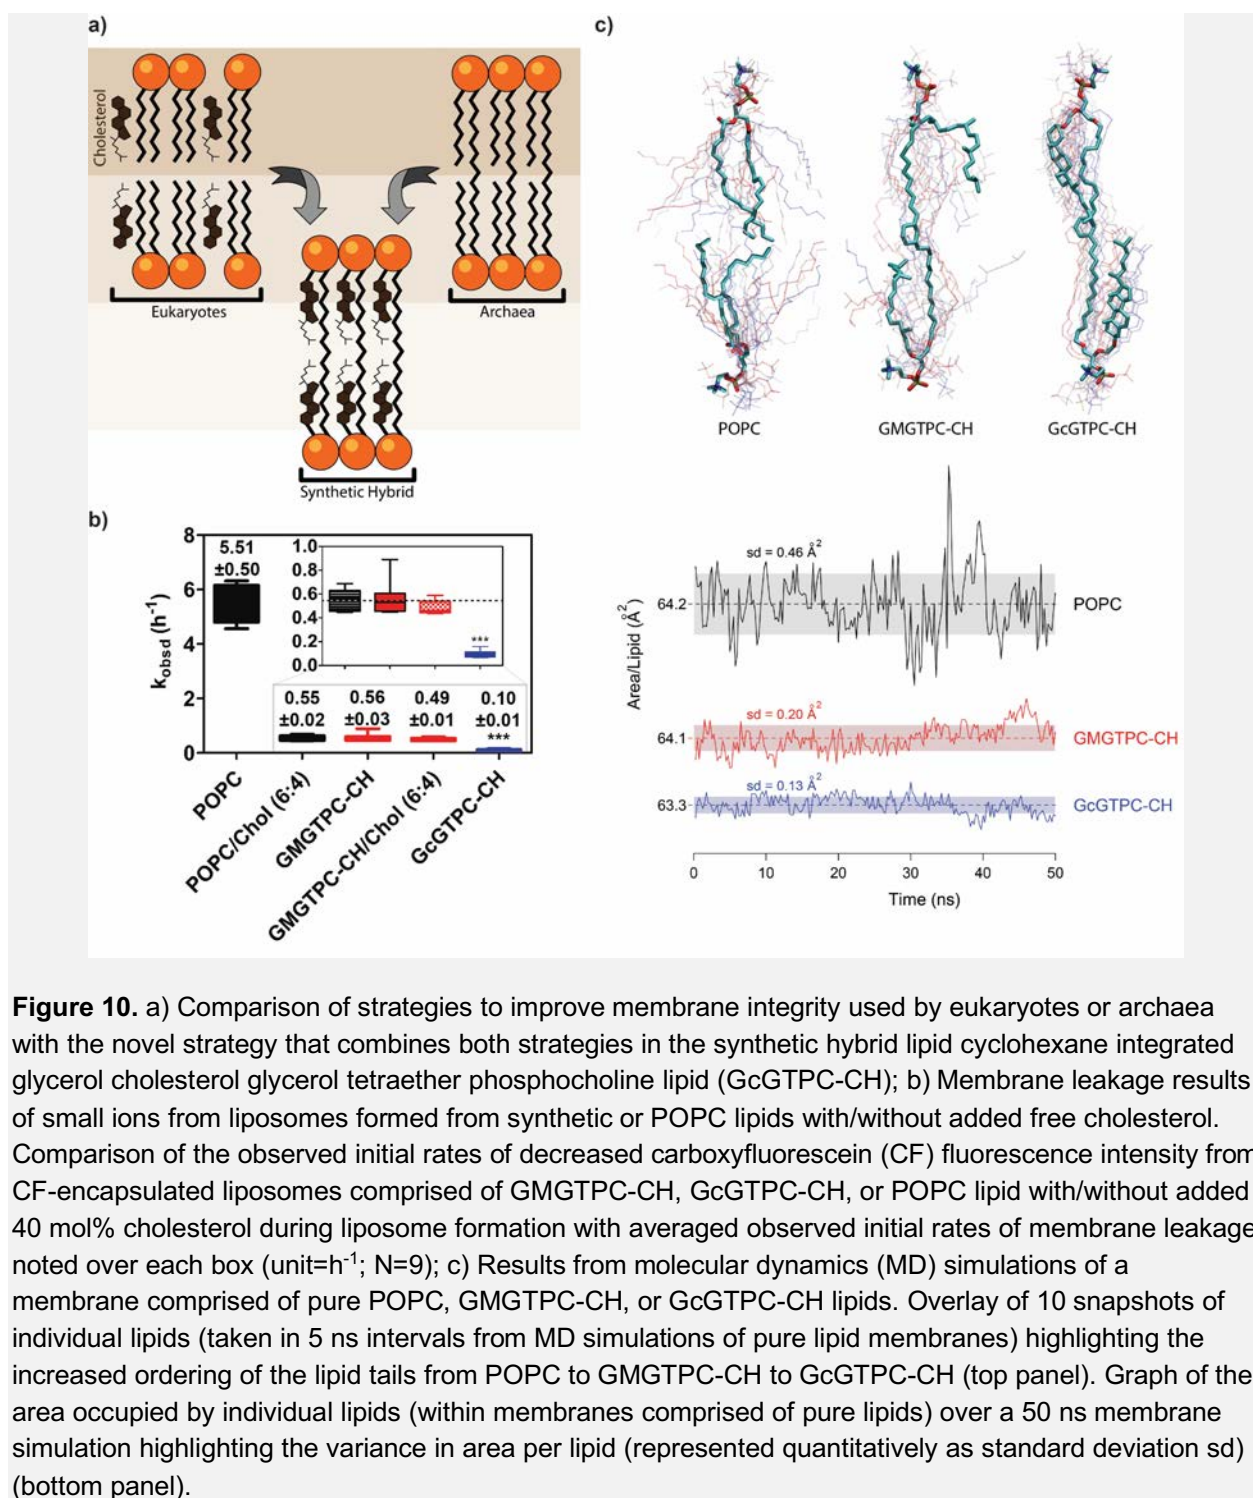 a)
Cholesterol
Eukaryotes
Archaea
Synthetic Hybrid
b)
k_obsd (h⁻¹)
8
6
4
2
0
5.51
±0.50
1.0
0.8
0.6
0.4
0.2
0.0
***
0.55
±0.02
0.56
±0.03
0.49
±0.01
0.10
±0.01
***
POPC
POPC/Chol (6:4)
GMGTPC-CH
GMGTPC-CH/Chol (6:4)
GcGTPC-CH
c)
POPC
GMGTPC-CH
GcGTPC-CH
Area/Lipid (Å²)
sd = 0.46 Å²
64.2
POPC
sd = 0.20 Å²
64.1
GMGTPC-CH
sd = 0.13 Å²
63.3
GcGTPC-CH
0
10
20
30
40
50
Time (ns)
Figure 10. a) Comparison of strategies to improve membrane integrity used by eukaryotes or archaea
with the novel strategy that combines both strategies in the synthetic hybrid lipid cyclohexane integrated
glycerol cholesterol glycerol tetraether phosphocholine lipid (GcGTPC-CH); b) Membrane leakage results
of small ions from liposomes formed from synthetic or POPC lipids with/without added free cholesterol.
Comparison of the observed initial rates of decreased carboxyfluorescein (CF) fluorescence intensity from
CF-encapsulated liposomes comprised of GMGTPC-CH, GcGTPC-CH, or POPC lipid with/without added
40 mol% cholesterol during liposome formation with averaged observed initial rates of membrane leakage
noted over each box (unit=h⁻¹; N=9); c) Results from molecular dynamics (MD) simulations of a
membrane comprised of pure POPC, GMGTPC-CH, or GcGTPC-CH lipids. Overlay of 10 snapshots of
individual lipids (taken in 5 ns intervals from MD simulations of pure lipid membranes) highlighting the
increased ordering of the lipid tails from POPC to GMGTPC-CH to GcGTPC-CH (top panel). Graph of the
area occupied by individual lipids (within membranes comprised of pure lipids) over a 50 ns membrane
simulation highlighting the variance in area per lipid (represented quantitatively as standard deviation sd)
(bottom panel).